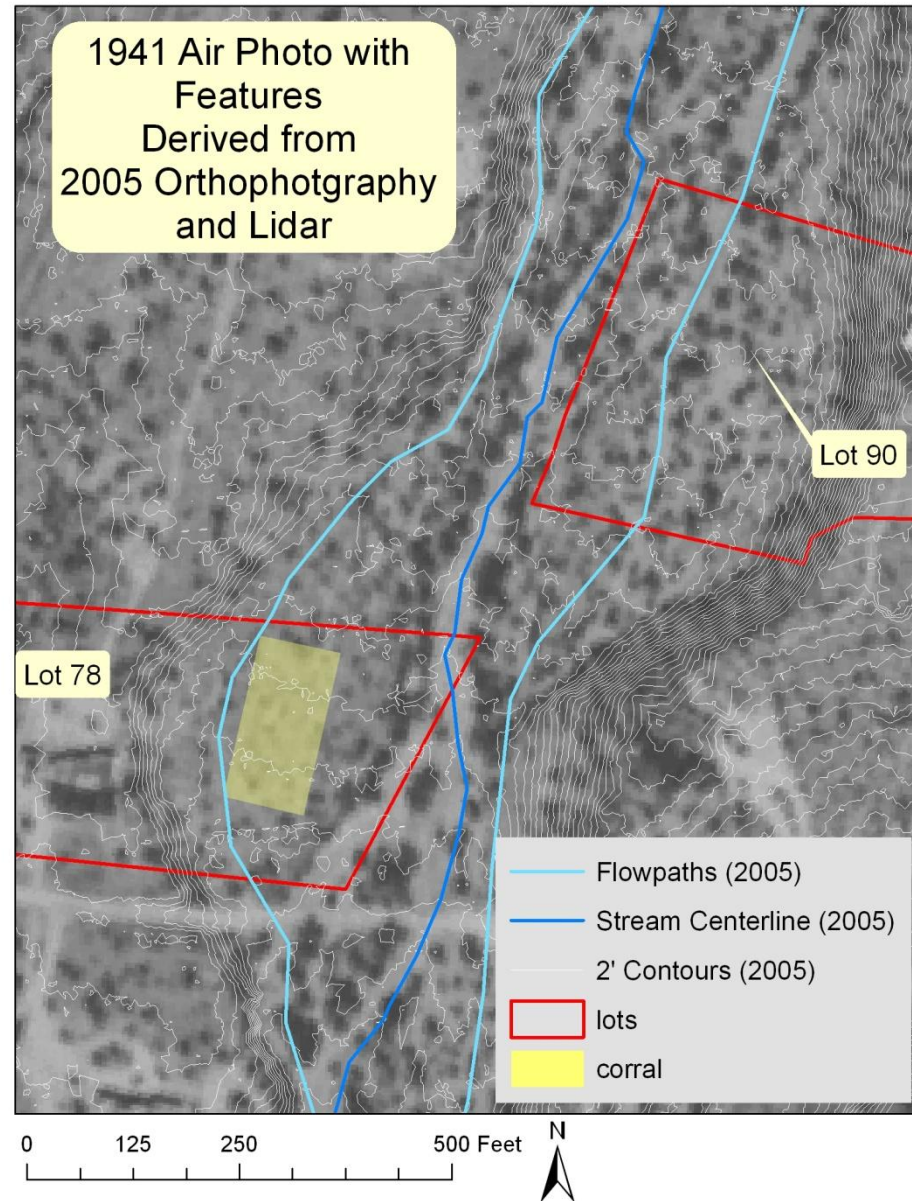 1941 Air Photo with
Features
Derived from
2005 Orthophotgraphy
and Lidar
Lot 90
Lot 78
Flowpaths (2005)
Stream Centerline (2005)
2' Contours (2005)
lots
corral
0 125 250 500 Feet
N